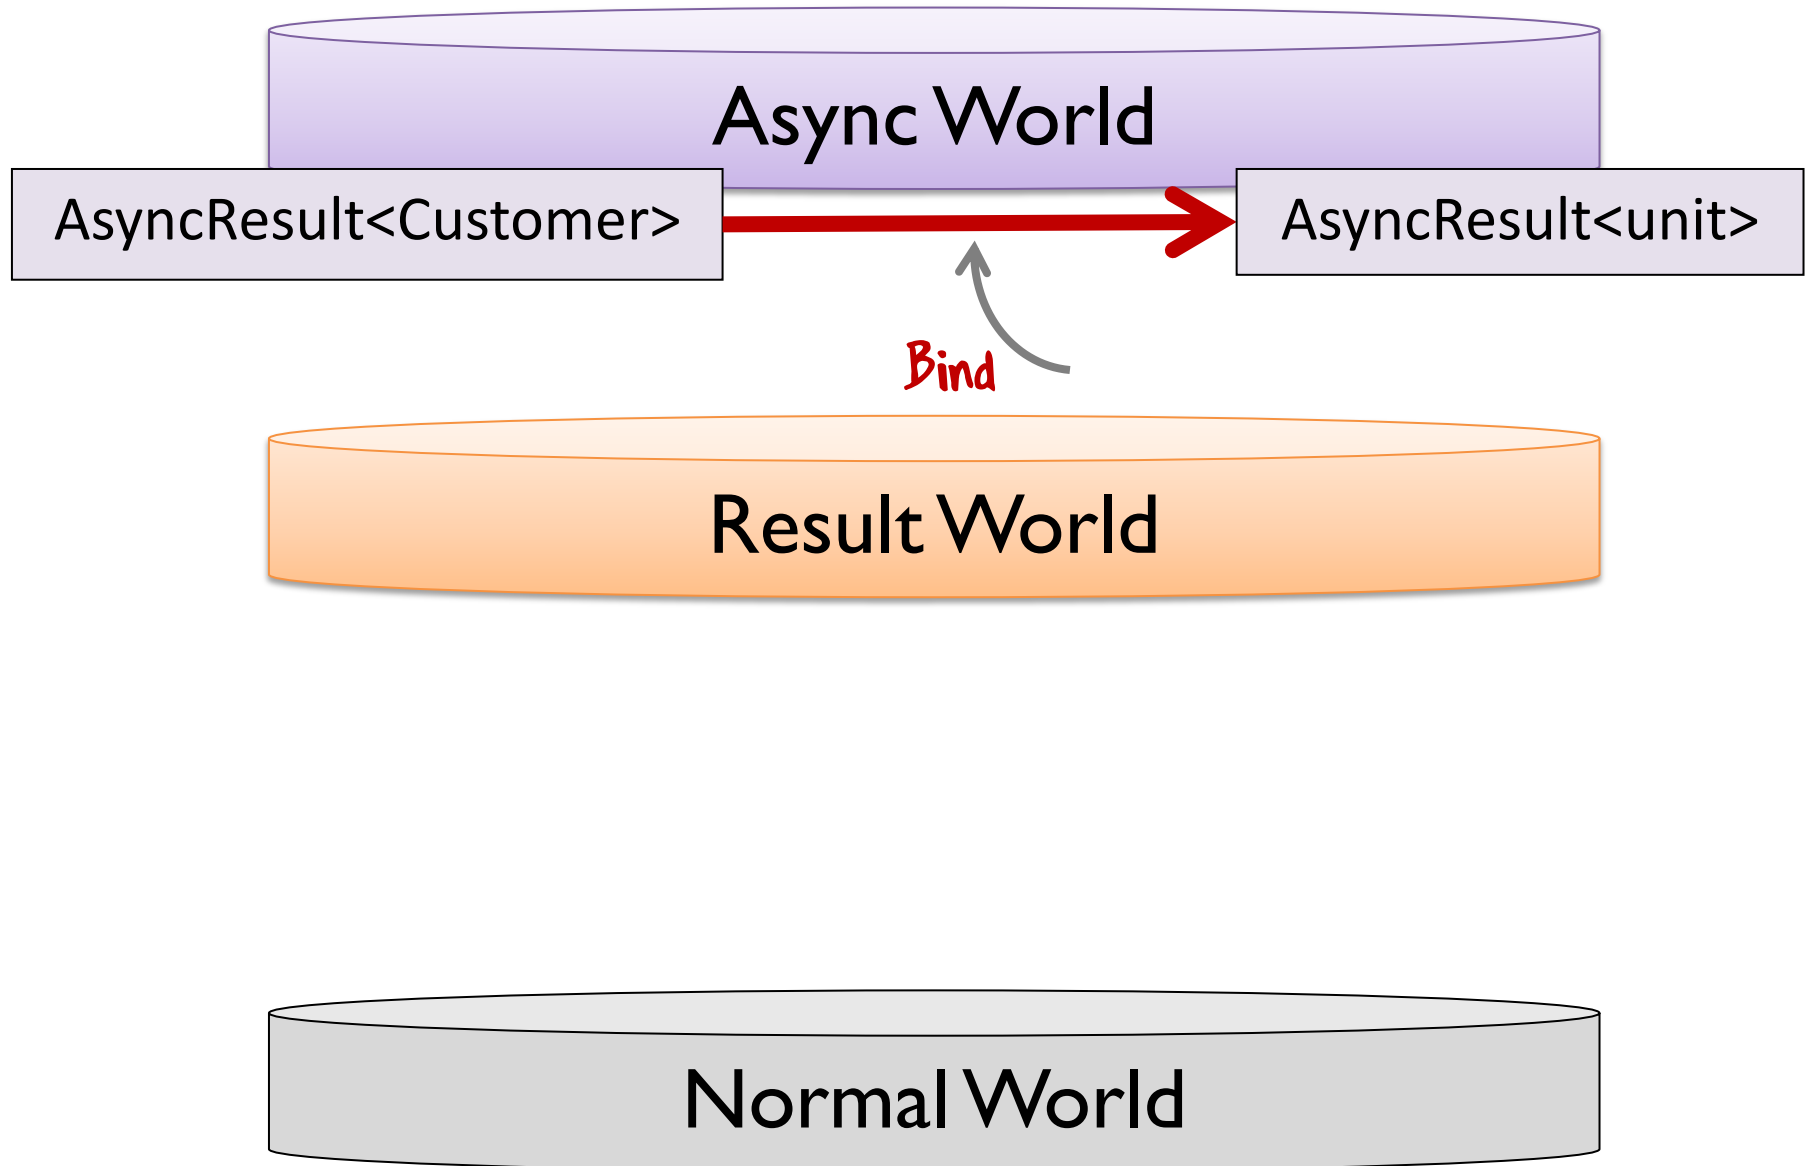 Async World
AsyncResult<Customer>
AsyncResult<unit>
Bind
Result World
Normal World